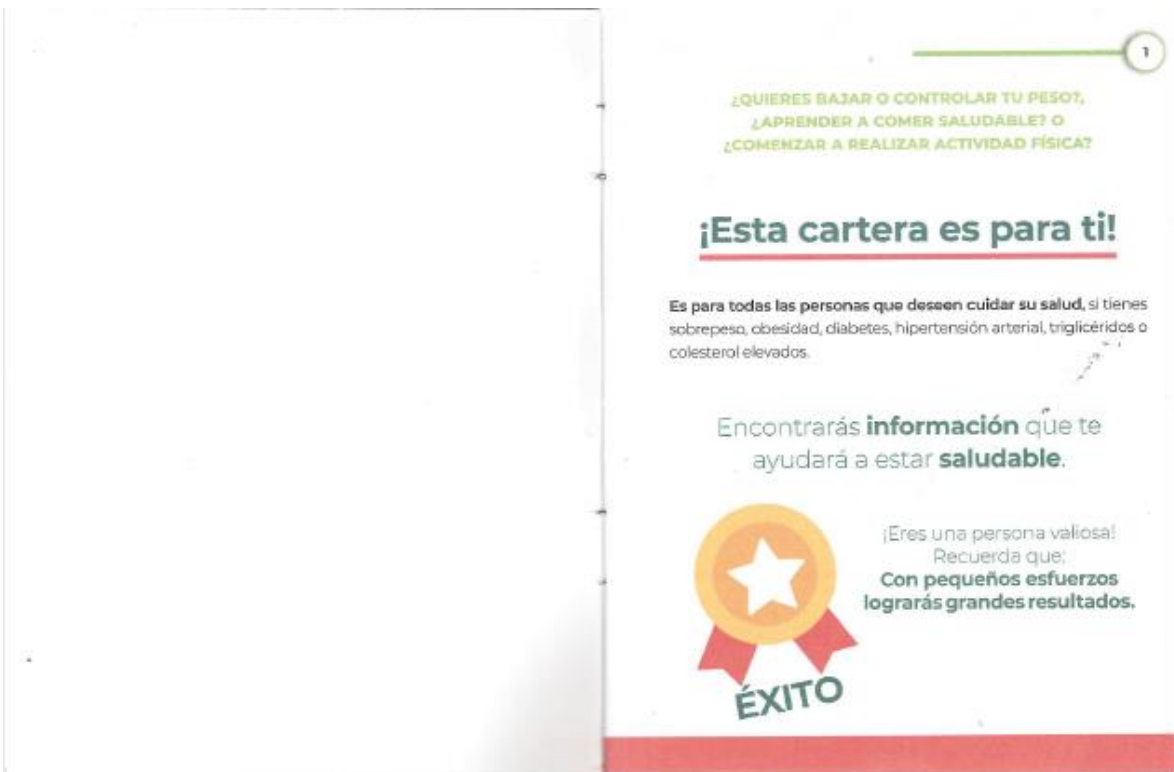 1
¿QUIERES BAJAR O CONTROLAR TU PESO?,
¿APRENDER A COMER SALUDABLE? O
¿COMENZAR A REALIZAR ACTIVIDAD FÍSICA?
¡Esta cartera es para ti!
Es para todas las personas que deseen cuidar su salud, si tienes
sobrepeso, obesidad, diabetes, hipertensión arterial, triglicéridos o
colesterol elevados.
Encontrarás información que te
ayudará a estar saludable.
¡Eres una persona valiosa!
Recuerda que:
Con pequeños esfuerzos
lograrás grandes resultados.
ÉXITO